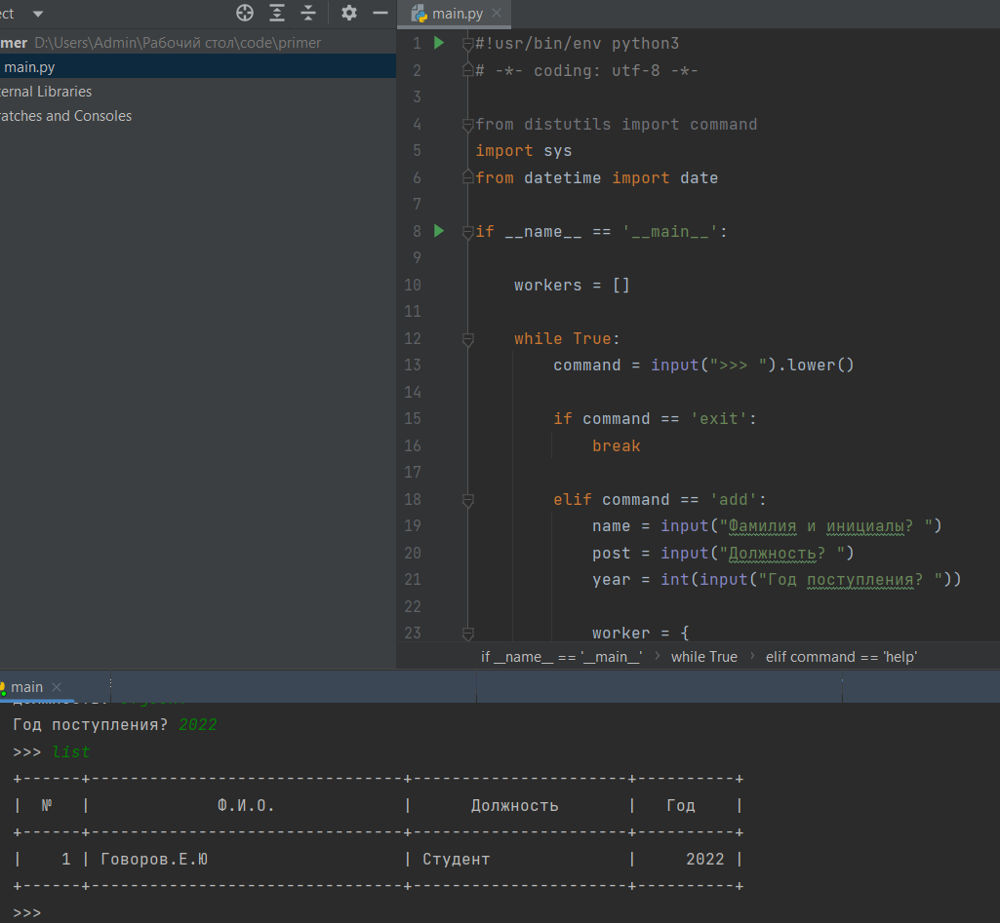 ect
main.py
mer D:\Users\Admin\Рабочий стол\code\primer
main.py
ernal Libraries
atches and Consoles
1 #!usr/bin/env python3
2 # -*- coding: utf-8 -*-
3
4 from distutils import command
5 import sys
6 from datetime import date
7
8 if __name__ == '__main__':
9
10 workers = []
11
12 while True:
13 command = input(">>> ").lower()
14
15 if command == 'exit':
16 break
17
18 elif command == 'add':
19 name = input("Фамилия и инициалы? ")
20 post = input("Должность? ")
21 year = int(input("Год поступления? "))
22
23 worker = {
if __name__ == '__main__' › while True › elif command == 'help'
main
Год поступления? 2022
>>> list
+------+--------------------------------+----------------------+----------+
| № | Ф.И.О. | Должность | Год |
+------+--------------------------------+----------------------+----------+
| 1 | Говоров.Е.Ю | Студент | 2022 |
+------+--------------------------------+----------------------+----------+
>>>